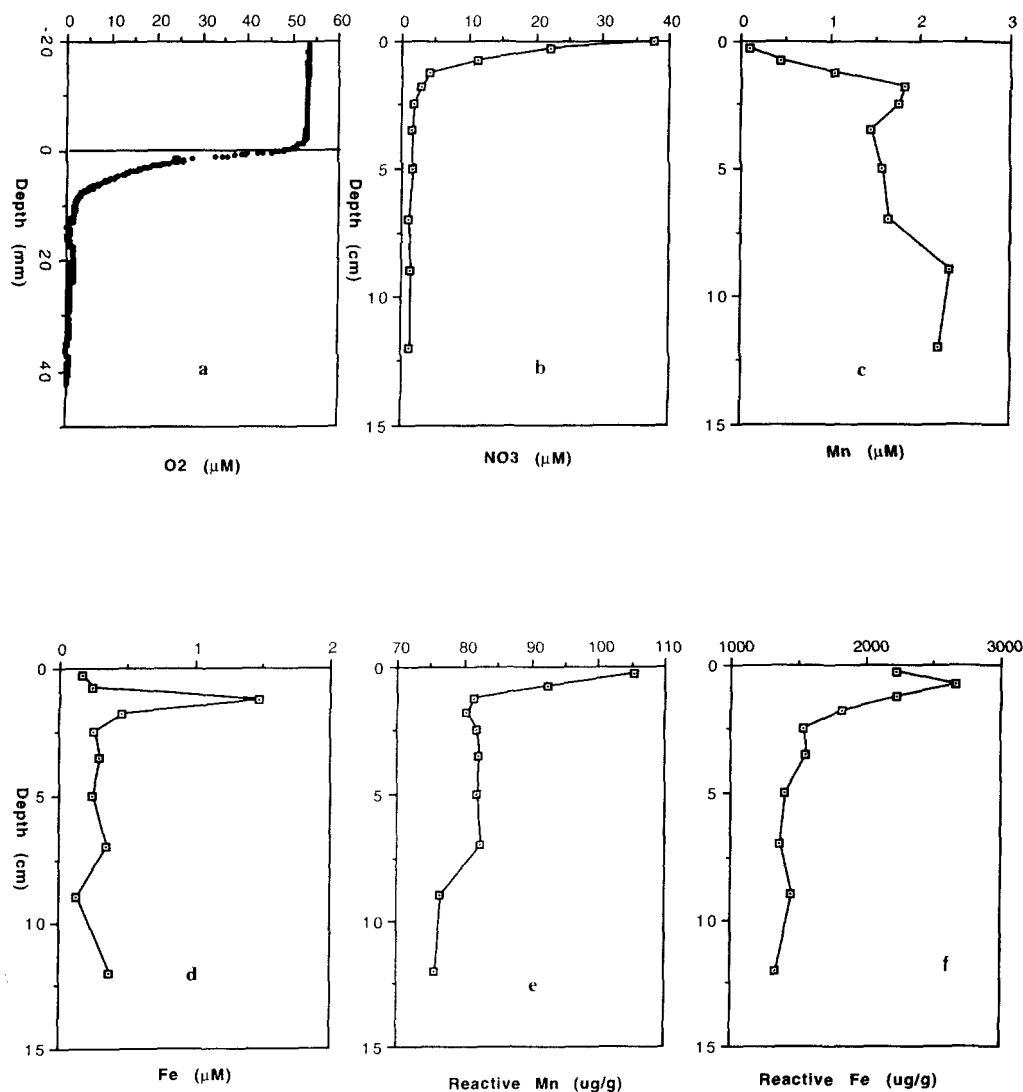 0 10 20 30 40 50 60
-20
0
20
40
Depth (mm)
a
O2 (µM)
0 10 20 30 40
0
5
10
15
Depth (cm)
b
NO3 (µM)
0 1 2 3
0
5
10
15
c
Mn (µM)
0 1 2
0
5
10
15
Depth (cm)
d
Fe (µM)
70 80 90 100 110
0
5
10
15
e
Reactive Mn (ug/g)
1000 2000 3000
0
5
10
15
f
Reactive Fe (ug/g)